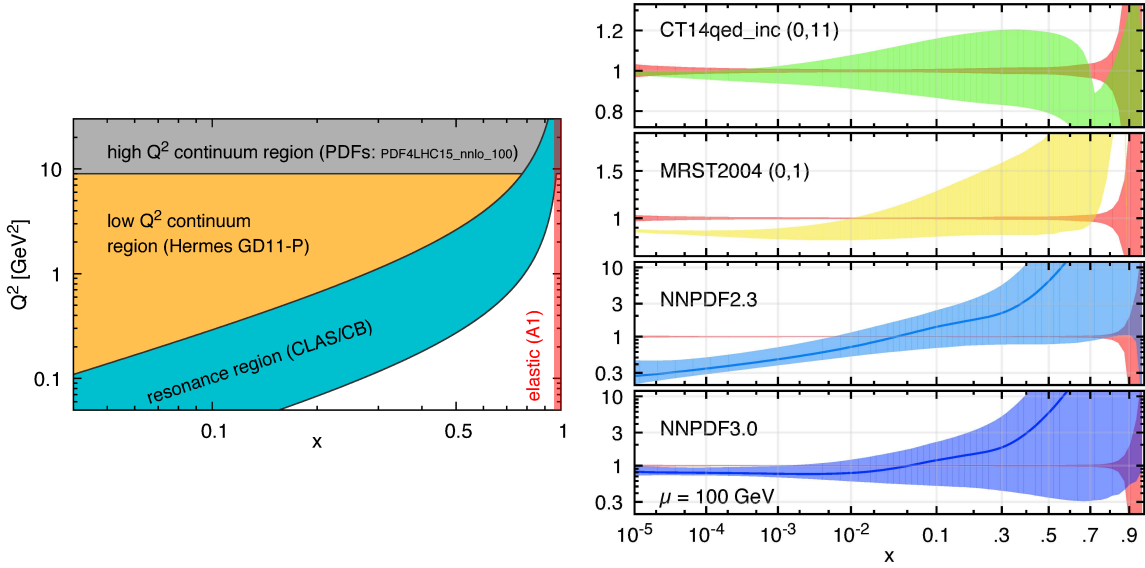 high Q² continuum region (PDFs: PDF4LHC15_nnlo_100)
low Q² continuum
region (Hermes GD11-P)
resonance region (CLAS/CB)
elastic (A1)
Q² [GeV²]
10
1
0.1
0.1
0.5
1
x
CT14qed_inc (0,11)
1.2
1
0.8
MRST2004 (0,1)
1.5
1
NNPDF2.3
10
3
1
0.3
NNPDF3.0
10
3
1
0.3
μ = 100 GeV
10⁻⁵ 10⁻⁴ 10⁻³ 10⁻² 0.1 .3 .5 .7 .9
x